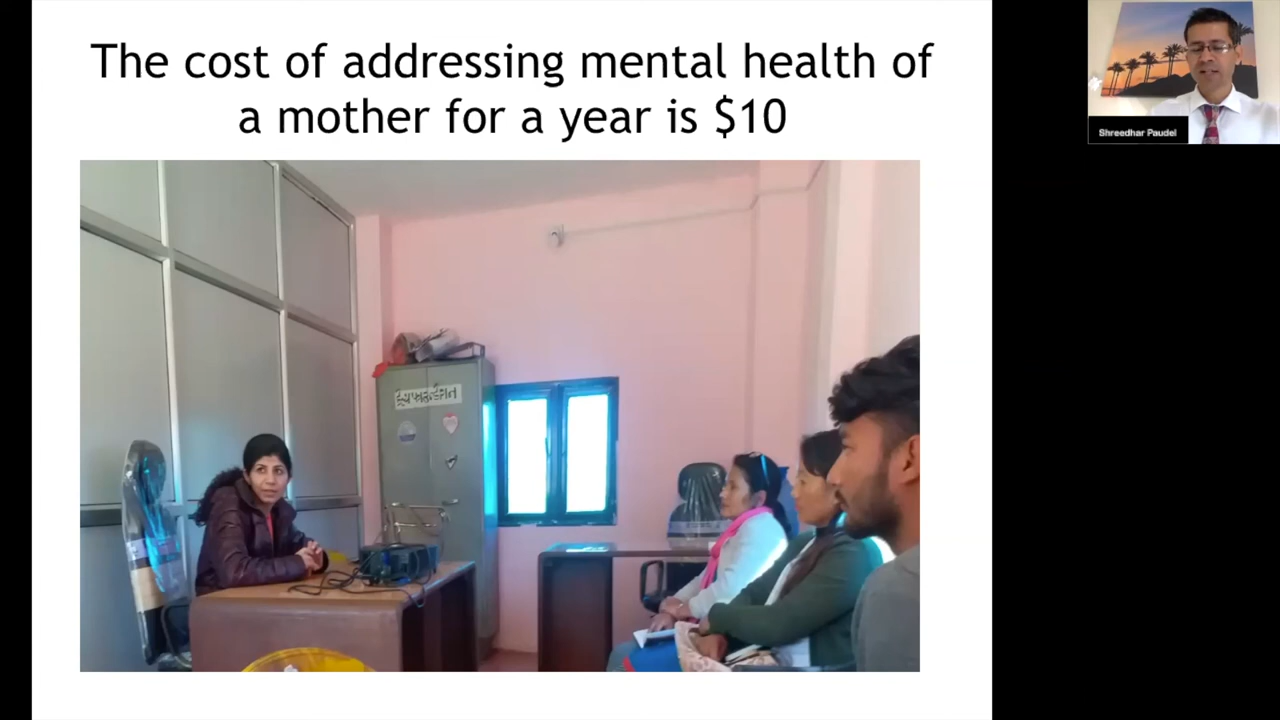 The cost of addressing mental health of
a mother for a year is $10
Shreedhar Paudel